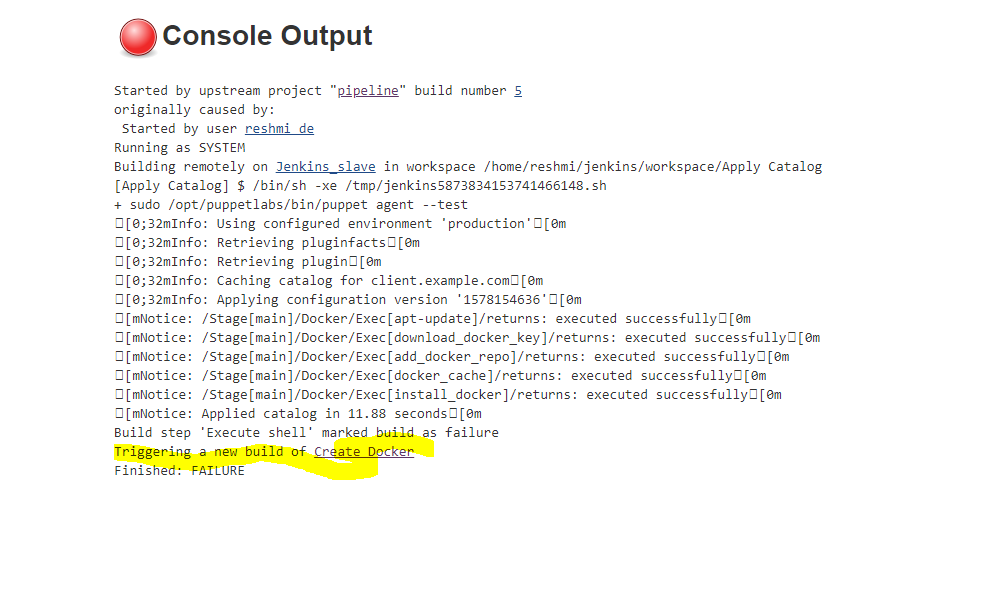 Console Output
Started by upstream project "pipeline" build number 5
originally caused by:
Started by user reshmi de
Running as SYSTEM
Building remotely on Jenkins_slave in workspace /home/reshmi/jenkins/workspace/Apply Catalog
[Apply Catalog] $ /bin/sh -xe /tmp/jenkins5873834153741466148.sh
+ sudo /opt/puppetlabs/bin/puppet agent --test
□[0;32mInfo: Using configured environment 'production'□[0m
□[0;32mInfo: Retrieving pluginfacts□[0m
□[0;32mInfo: Retrieving plugin□[0m
□[0;32mInfo: Caching catalog for client.example.com□[0m
□[0;32mInfo: Applying configuration version '1578154636'□[0m
□[mNotice: /Stage[main]/Docker/Exec[apt-update]/returns: executed successfully□[0m
□[mNotice: /Stage[main]/Docker/Exec[download_docker_key]/returns: executed successfully□[0m
□[mNotice: /Stage[main]/Docker/Exec[add_docker_repo]/returns: executed successfully□[0m
□[mNotice: /Stage[main]/Docker/Exec[docker_cache]/returns: executed successfully□[0m
□[mNotice: /Stage[main]/Docker/Exec[install_docker]/returns: executed successfully□[0m
□[mNotice: Applied catalog in 11.88 seconds□[0m
Build step 'Execute shell' marked build as failure
Triggering a new build of Create Docker
Finished: FAILURE